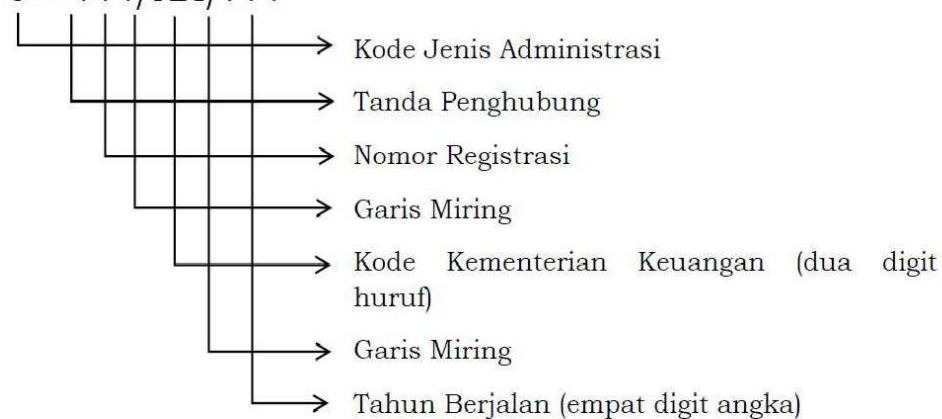 Kode Jenis Administrasi
Tanda Penghubung
Nomor Registrasi
Garis Miring
Kode Kementerian Keuangan (dua digit
huruf)
Garis Miring
Tahun Berjalan (empat digit angka)